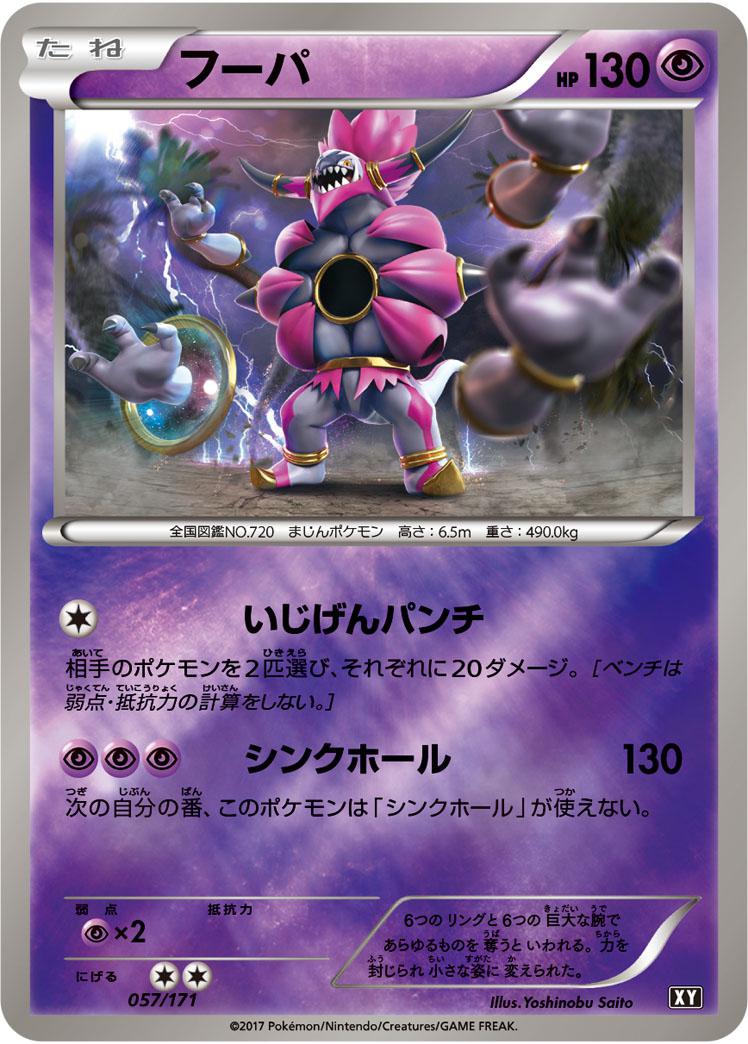 たね フーパ HP 130
全国図鑑NO.720 まじんポケモン 高さ：6.5m 重さ：490.0kg
いじげんパンチ
相手のポケモンを2匹選び、それぞれに20ダメージ。［ベンチは
弱点・抵抗力の計算をしない。］
シンクホール 130
次の自分の番、このポケモンは「シンクホール」が使えない。
弱点 抵抗力
×2
にげる
057/171
6つのリングと6つの巨大な腕で
あらゆるものを奪うといわれる。力を
封じられ小さな姿に変えられた。
Illus.Yoshinobu Saito
XY
©2017 Pokémon/Nintendo/Creatures/GAME FREAK.